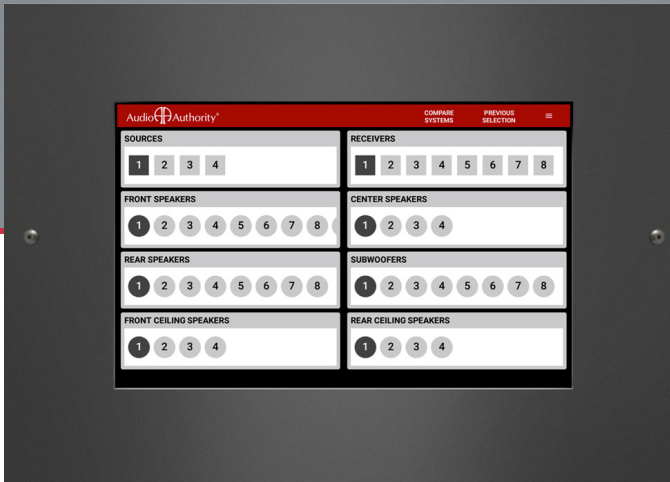 Audio Authority®
COMPARE SYSTEMS
PREVIOUS SELECTION
SOURCES
1 2 3 4
RECEIVERS
1 2 3 4 5 6 7 8
FRONT SPEAKERS
1 2 3 4 5 6 7 8
CENTER SPEAKERS
1 2 3 4
REAR SPEAKERS
1 2 3 4 5 6 7 8
SUBWOOFERS
1 2 3 4 5 6 7 8
FRONT CEILING SPEAKERS
1 2 3 4
REAR CEILING SPEAKERS
1 2 3 4